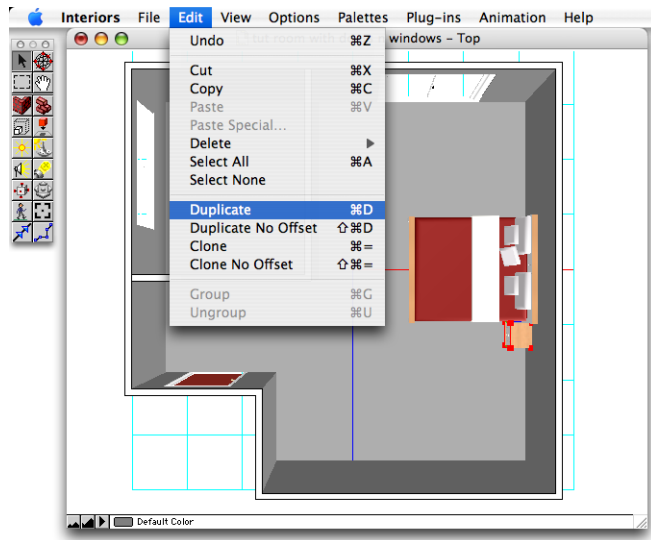 Interiors File Edit View Options Palettes Plug-ins Animation Help
windows – Top
Undo ⌘Z
Cut ⌘X
Copy ⌘C
Paste ⌘V
Paste Special...
Delete
Select All ⌘A
Select None
Duplicate ⌘D
Duplicate No Offset ⇧⌘D
Clone ⌘=
Clone No Offset ⇧⌘=
Group ⌘G
Ungroup ⌘U
Default Color